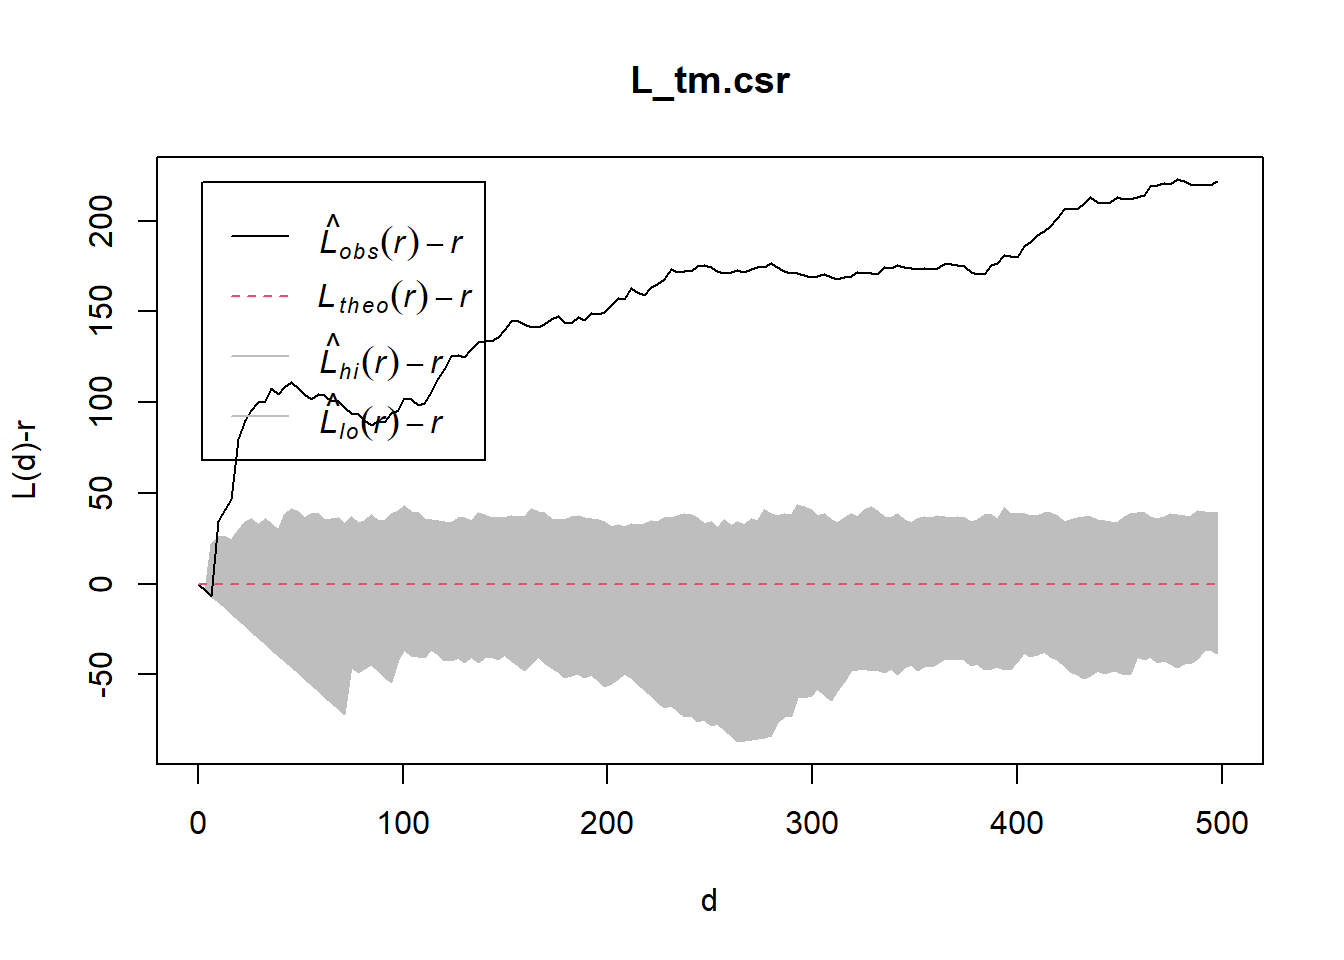 L_tm.csr
L̂obs(r) − r
Ltheo(r) − r
L̂hi(r) − r
L̂lo(r) − r
L(d)-r
200
150
100
50
0
-50
0 100 200 300 400 500
d